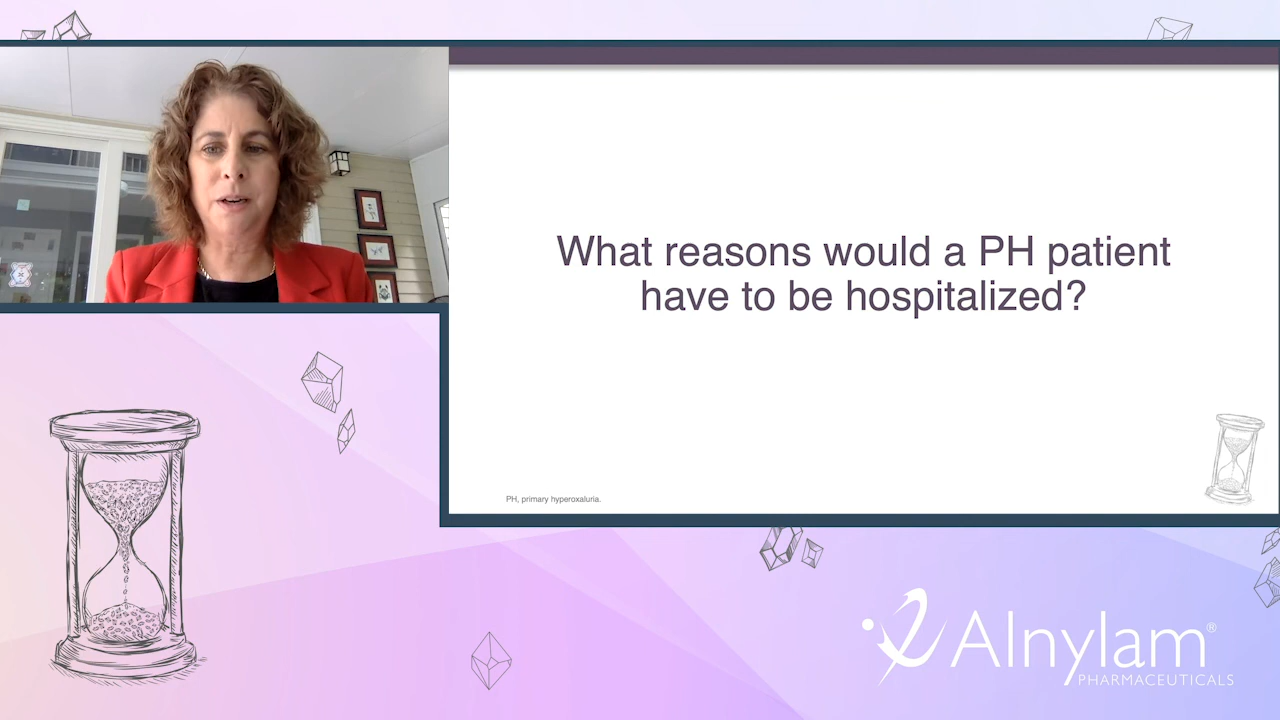 What reasons would a PH patient
have to be hospitalized?
PH, primary hyperoxaluria.
Alnylam®
PHARMACEUTICALS